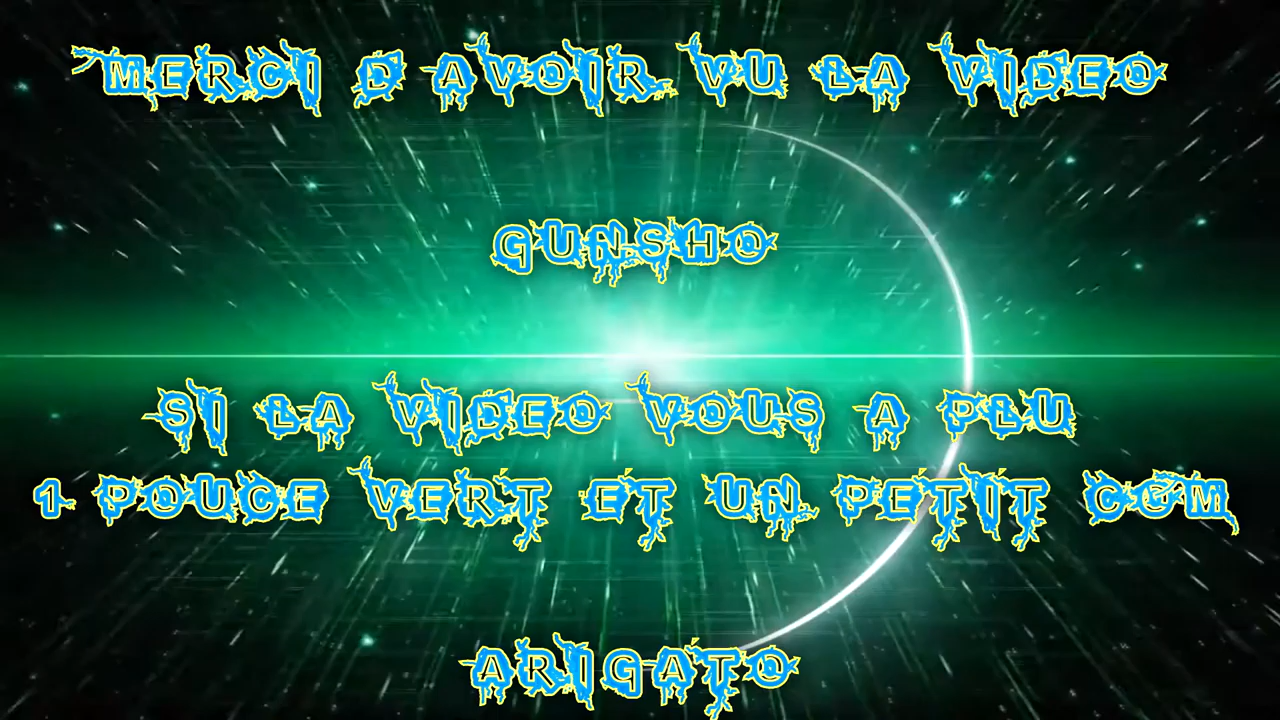 MERCI D AVOIR VU LA VIDEO
GUNSHO
SI LA VIDEO VOUS A PLU
1 POUCE VERT ET UN PETIT COM
ARIGATO